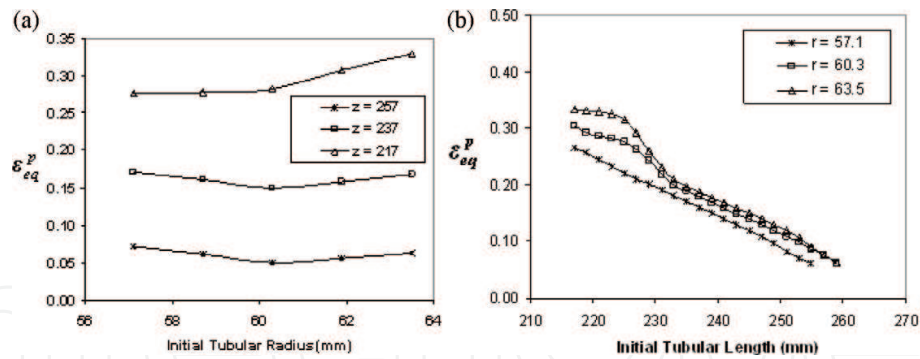 (a)
0.35
0.30
0.25
0.20
0.15
0.10
0.05
0.00
ε^p_eq
z = 257
z = 237
z = 217
66 68 60 62 64
Initial Tubular Radius (mm)
(b)
0.50
0.40
0.30
0.20
0.10
0.00
ε^p_eq
r = 57.1
r = 60.3
r = 63.5
210 220 230 240 250 260 270
Initial Tubular Length (mm)